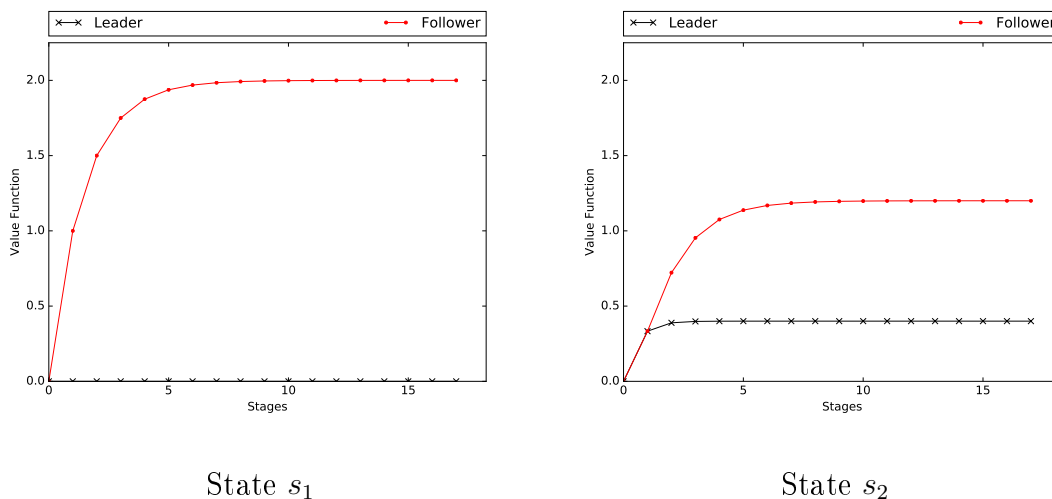 Leader Follower
2.0
1.5
1.0
0.5
0.0
0 5 10 15
Value Function
Stages
State s₁
Leader Follower
2.0
1.5
1.0
0.5
0.0
0 5 10 15
Value Function
Stages
State s₂